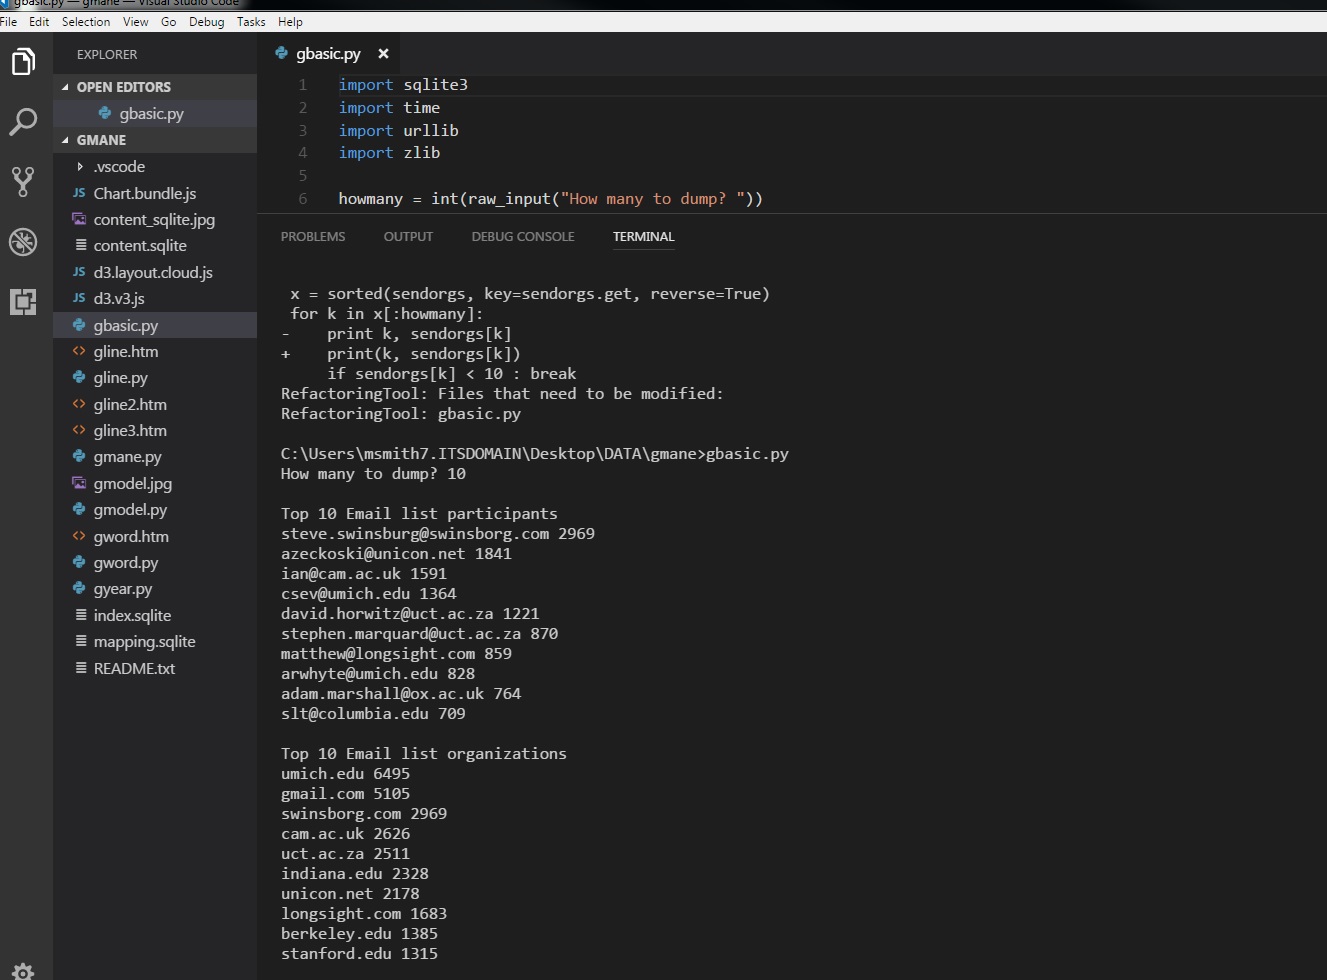 gbasic.py — gmane — Visual Studio Code
File Edit Selection View Go Debug Tasks Help
EXPLORER
OPEN EDITORS
gbasic.py
GMANE
.vscode
JS Chart.bundle.js
content_sqlite.jpg
content.sqlite
JS d3.layout.cloud.js
JS d3.v3.js
gbasic.py
<> gline.htm
gline.py
<> gline2.htm
<> gline3.htm
gmane.py
gmodel.jpg
gmodel.py
<> gword.htm
gword.py
gyear.py
index.sqlite
mapping.sqlite
README.txt
gbasic.py ×
1 import sqlite3
2 import time
3 import urllib
4 import zlib
5
6 howmany = int(raw_input("How many to dump? "))
PROBLEMS OUTPUT DEBUG CONSOLE TERMINAL
x = sorted(sendorgs, key=sendorgs.get, reverse=True)
for k in x[:howmany]:
-    print k, sendorgs[k]
+    print(k, sendorgs[k])
     if sendorgs[k] < 10 : break
RefactoringTool: Files that need to be modified:
RefactoringTool: gbasic.py
C:\Users\msmith7.ITSDOMAIN\Desktop\DATA\gmane>gbasic.py
How many to dump? 10
Top 10 Email list participants
steve.swinsburg@swinsborg.com 2969
azeckoski@unicon.net 1841
ian@cam.ac.uk 1591
csev@umich.edu 1364
david.horwitz@uct.ac.za 1221
stephen.marquard@uct.ac.za 870
matthew@longsight.com 859
arwhyte@umich.edu 828
adam.marshall@ox.ac.uk 764
slt@columbia.edu 709
Top 10 Email list organizations
umich.edu 6495
gmail.com 5105
swinsborg.com 2969
cam.ac.uk 2626
uct.ac.za 2511
indiana.edu 2328
unicon.net 2178
longsight.com 1683
berkeley.edu 1385
stanford.edu 1315